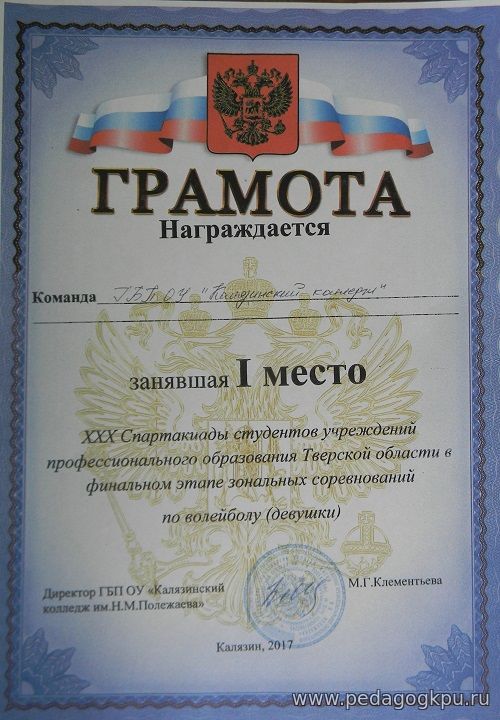 ГРАМОТА
Награждается
Команда ГБП ОУ "Кашинский колледж"
занявшая I место
XXX Спартакиады студентов учреждений
профессионального образования Тверской области в
финальном этапе зональных соревнований
по волейболу (девушки)
Директор ГБП ОУ «Калязинский
колледж им.Н.М.Полежаева»
М.Г.Клементьева
Калязин, 2017
www.pedagogkpu.ru